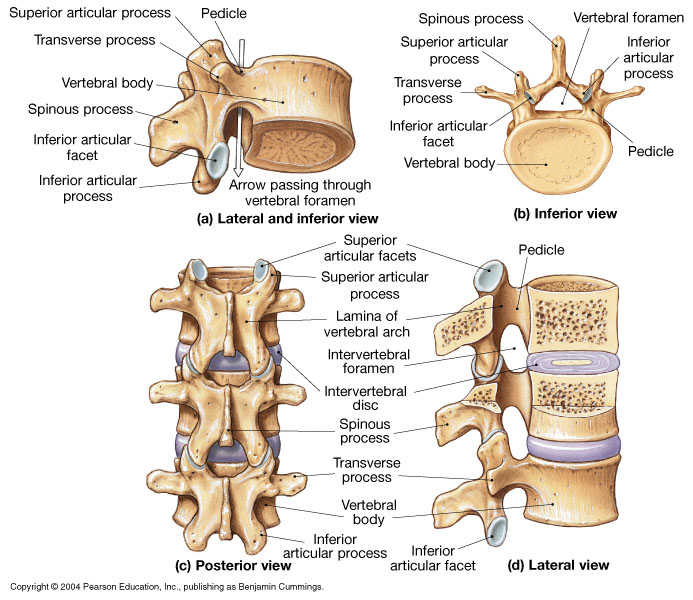 Superior articular process
Pedicle
Transverse process
Vertebral body
Spinous process
Inferior articular
facet
Inferior articular
process
Arrow passing through
vertebral foramen
(a) Lateral and inferior view
Spinous process
Vertebral foramen
Superior articular
process
Inferior
articular
process
Transverse
process
Inferior articular
facet
Pedicle
Vertebral body
(b) Inferior view
Superior
articular facets
Pedicle
Superior articular
process
Lamina of
vertebral arch
Intervertebral
foramen
Intervertebral
disc
Spinous
process
Transverse
process
Vertebral
body
Inferior
articular process
(c) Posterior view
Inferior
articular facet
(d) Lateral view
Copyright © 2004 Pearson Education, Inc., publishing as Benjamin Cummings.